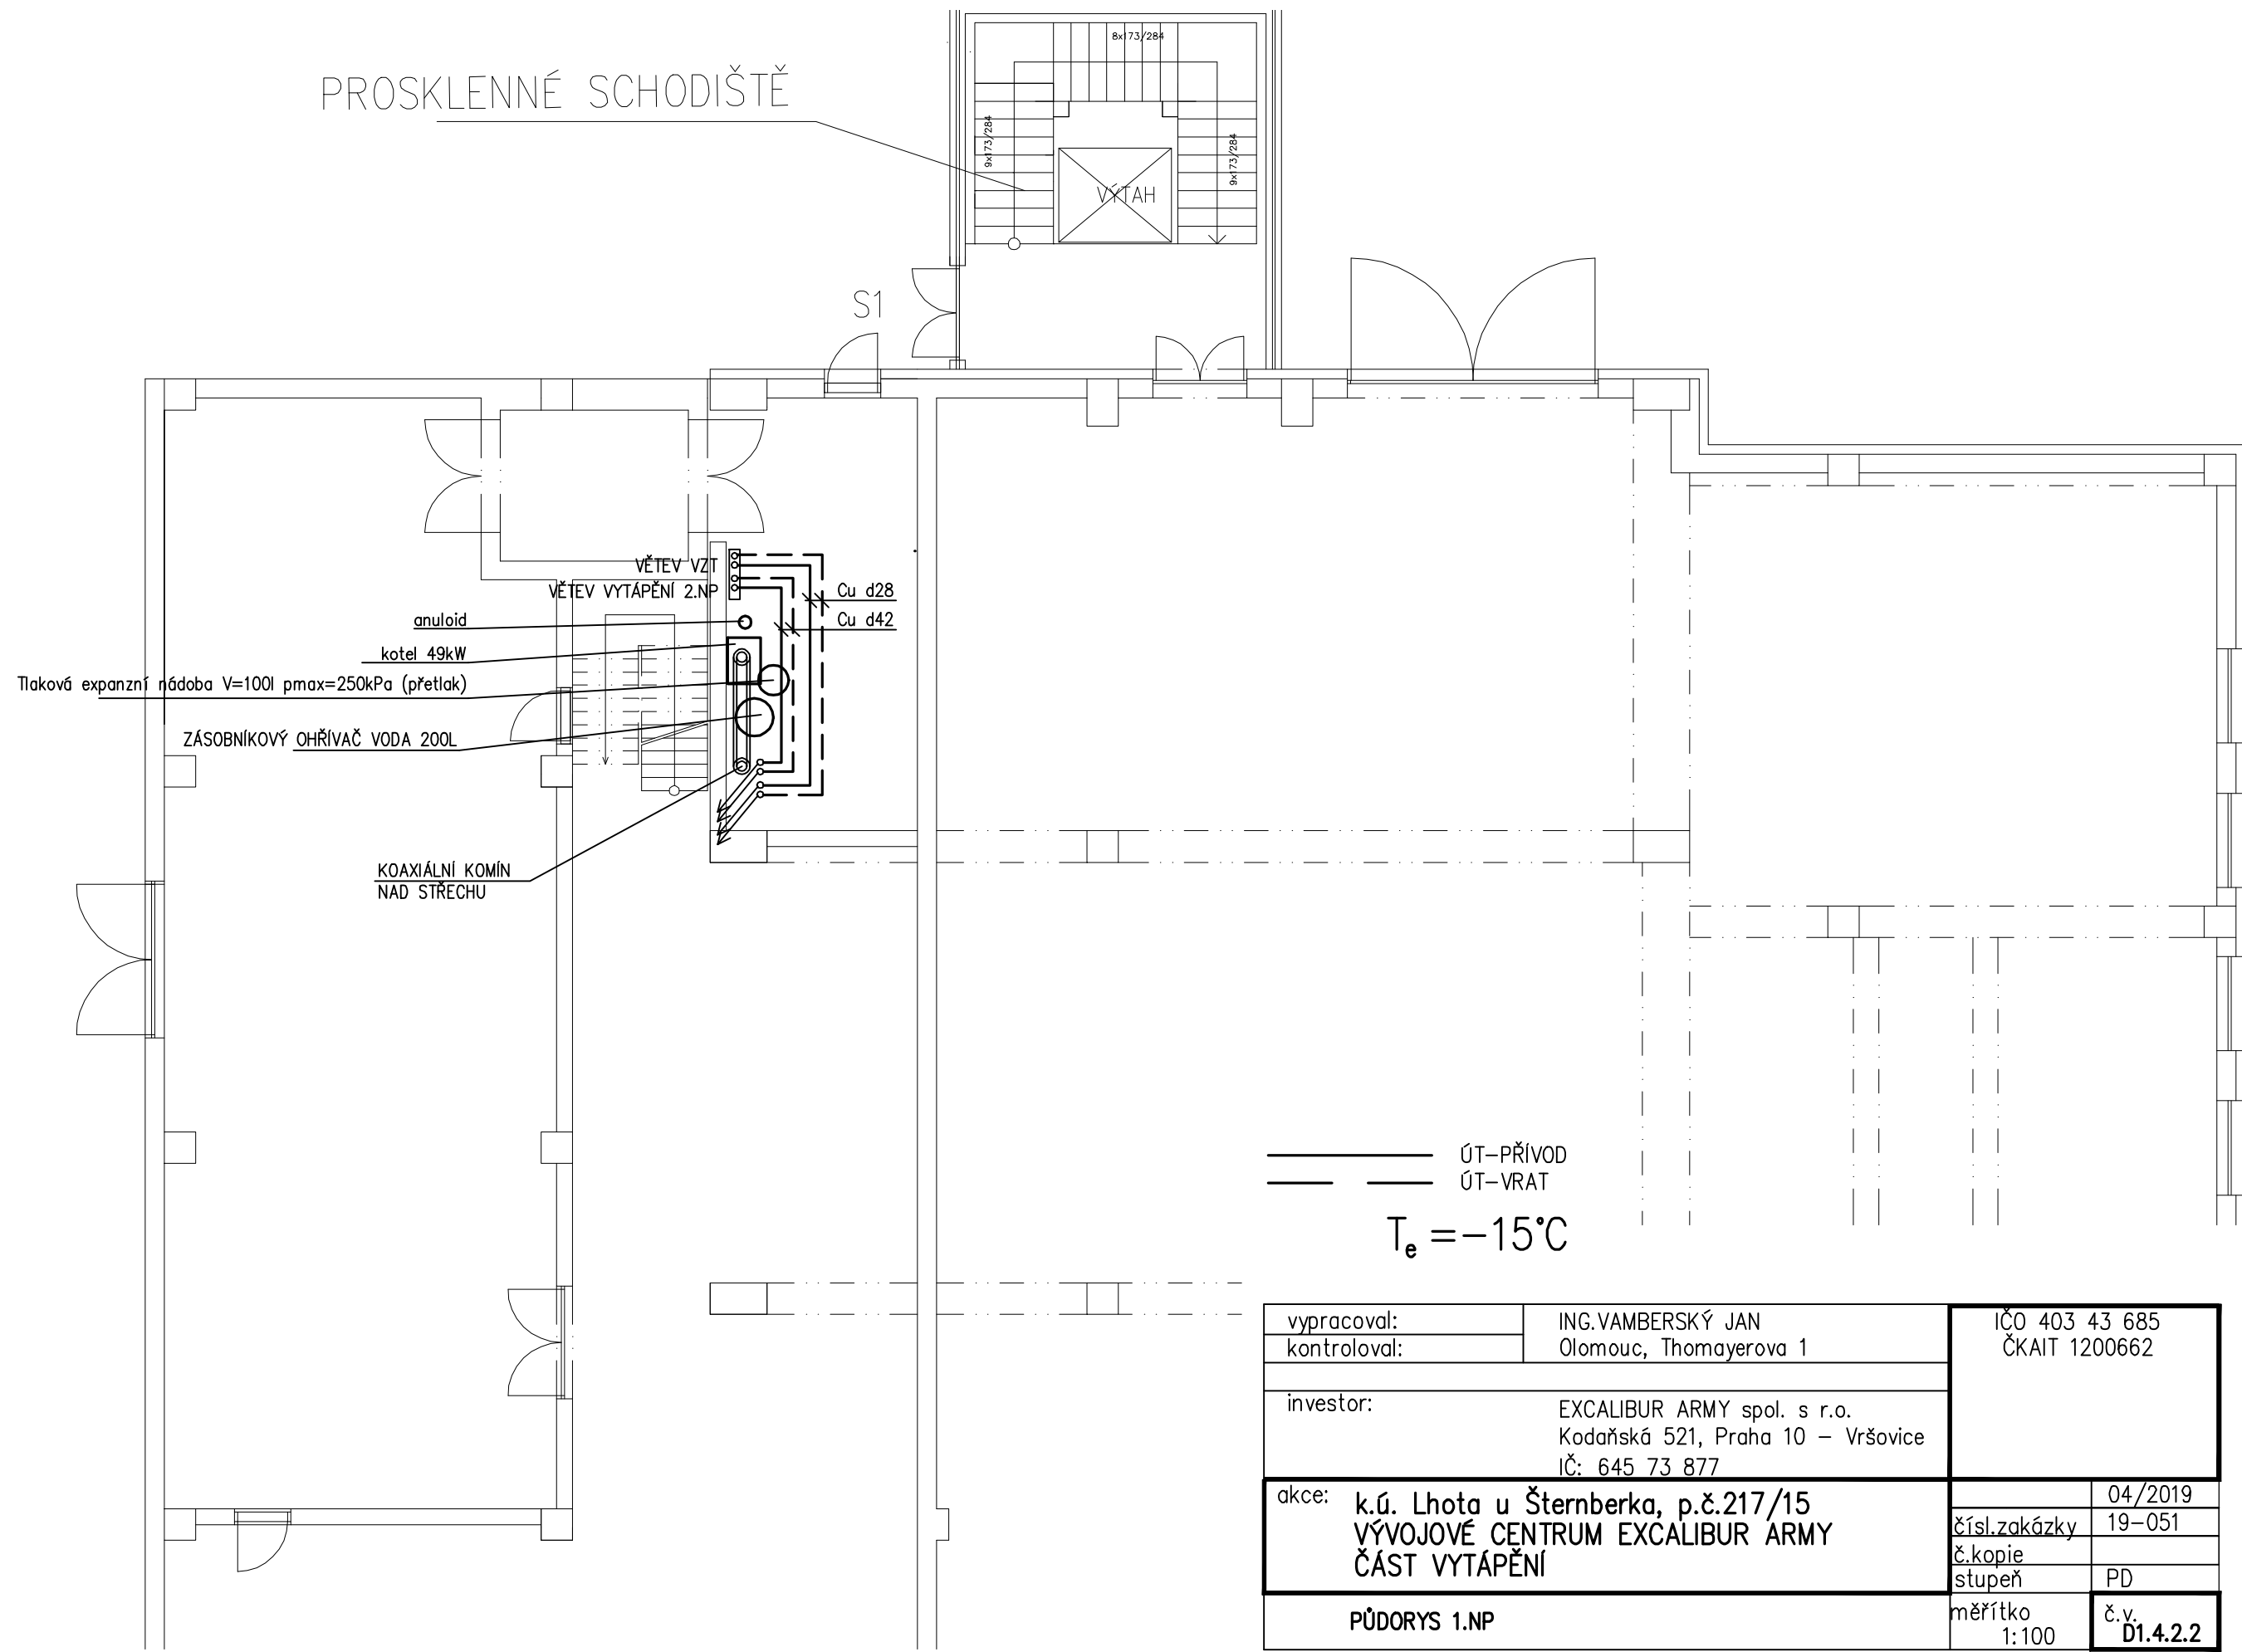 8x173/284
PROSKLENNÉ SCHODIŠTĚ
9x173/284
9x173/284
VÝTAH
S1
VĚTEV VZT
VĚTEV VYTÁPĚNÍ 2.NP
Cu d28
anuloid
Cu d42
kotel 49kW
Tlaková expanzní nádoba V=100l pmax=250kPa (přetlak)
ZÁSOBNÍKOVÝ OHŘÍVAČ VODA 200L
KOAXIÁLNÍ KOMÍN
NAD STŘECHU
ÚT-PŘÍVOD
ÚT-VRAT
Te =-15°C
vypracoval: ING.VAMBERSKÝ JAN IČO 403 43 685
kontroloval: Olomouc, Thomayerova 1 ČKAIT 1200662
investor: EXCALIBUR ARMY spol. s r.o.
Kodaňská 521, Praha 10 - Vršovice
IČ: 645 73 877
akce: k.ú. Lhota u Šternberka, p.č.217/15 04/2019
VÝVOJOVÉ CENTRUM EXCALIBUR ARMY čísl.zakázky 19-051
ČÁST VYTÁPĚNÍ č.kopie
stupeň PD
PŮDORYS 1.NP měřítko č.v.
1:100 D1.4.2.2